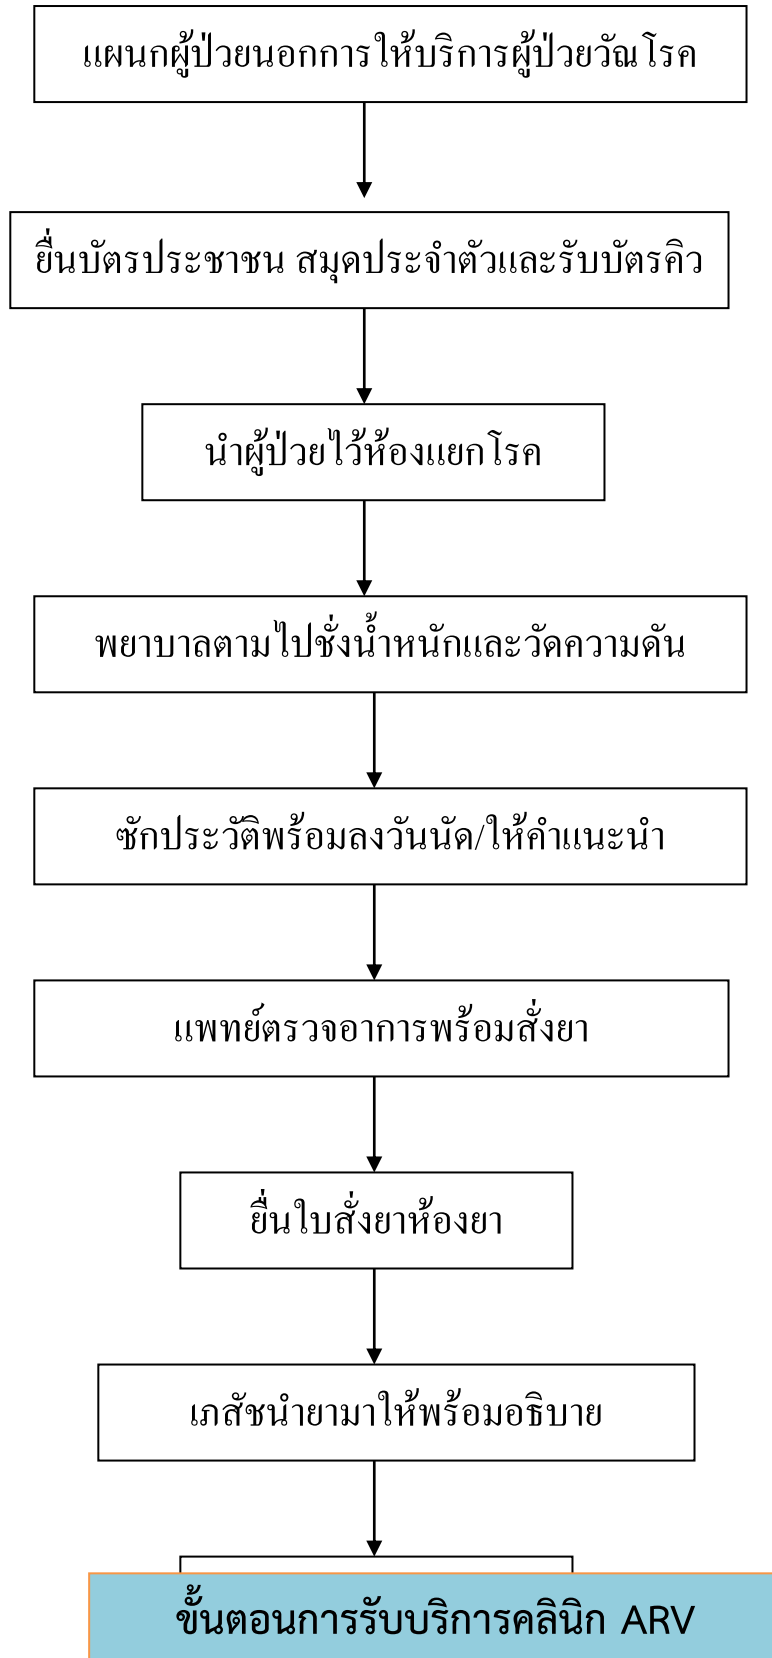 แผนกผู้ป่วยนอกการให้บริการผู้ป่วยวัณโรค
ยื่นบัตรประชาชน สมุดประจำตัวและรับบัตรคิว
นำผู้ป่วยไว้ห้องแยกโรค
พยาบาลตามไปชั่งน้ำหนักและวัดความดัน
ซักประวัติพร้อมลงวันนัด/ให้คำแนะนำ
แพทย์ตรวจอาการพร้อมสั่งยา
ยื่นใบสั่งยาห้องยา
เภสัชนำยามาให้พร้อมอธิบาย
ขั้นตอนการรับบริการคลินิก ARV